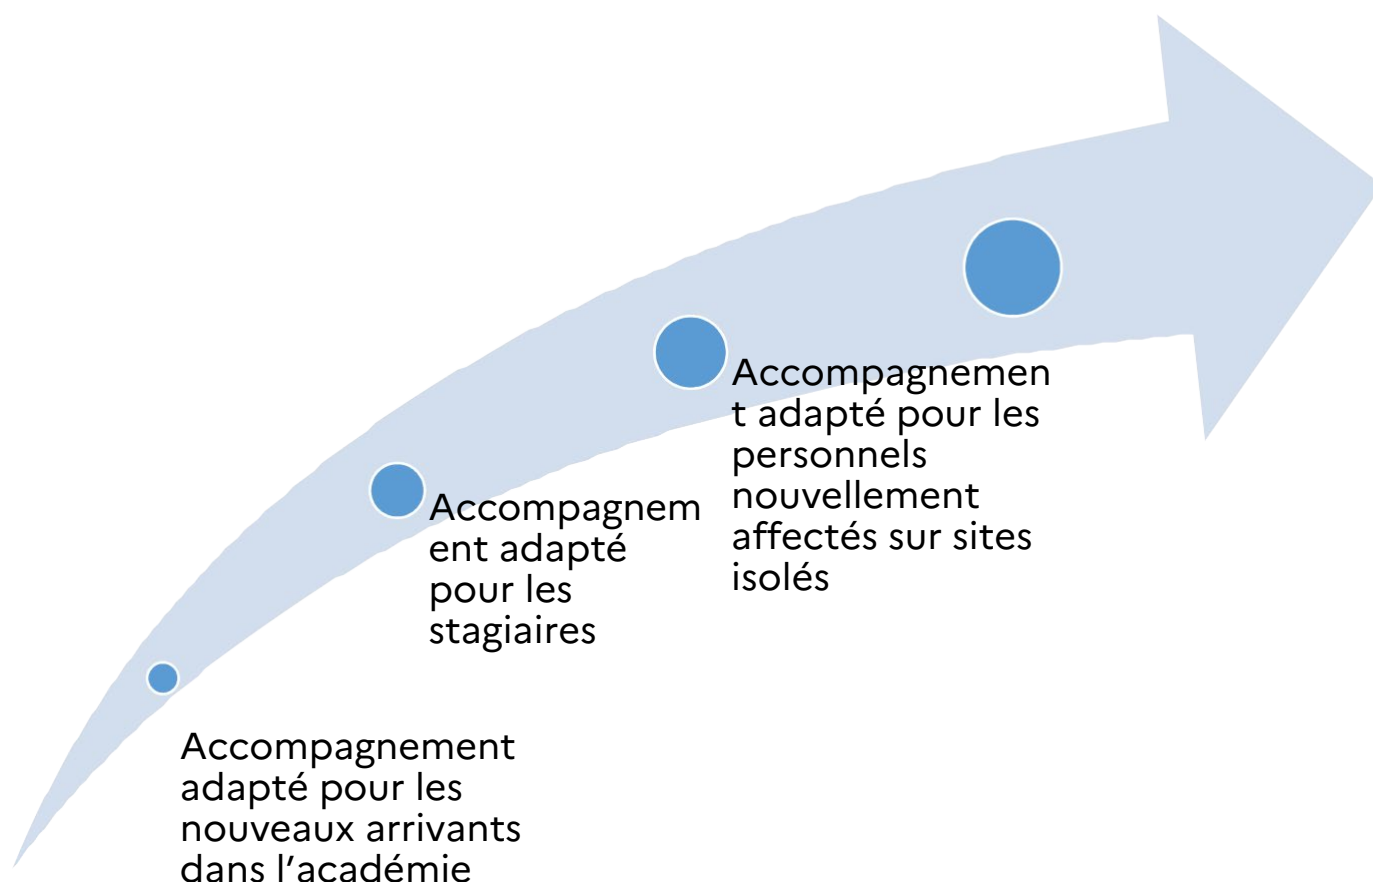 Accompagnemen
t adapté pour les
personnels
nouvellement
affectés sur sites
isolés
Accompagnem
ent adapté
pour les
stagiaires
Accompagnement
adapté pour les
nouveaux arrivants
dans l’académie